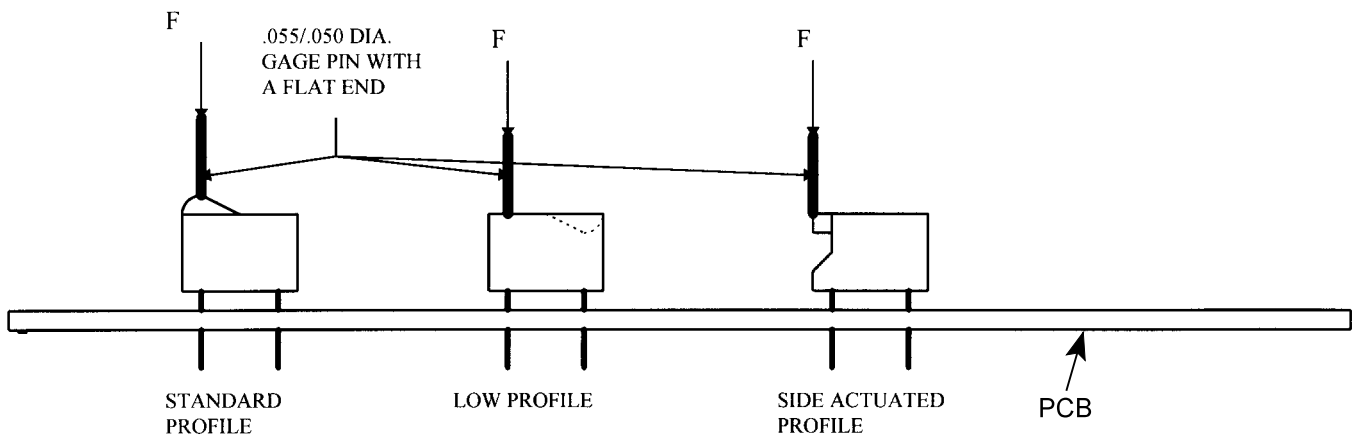 F
.055/.050 DIA.
GAGE PIN WITH
A FLAT END
F
F
STANDARD
PROFILE
LOW PROFILE
SIDE ACTUATED
PROFILE
PCB